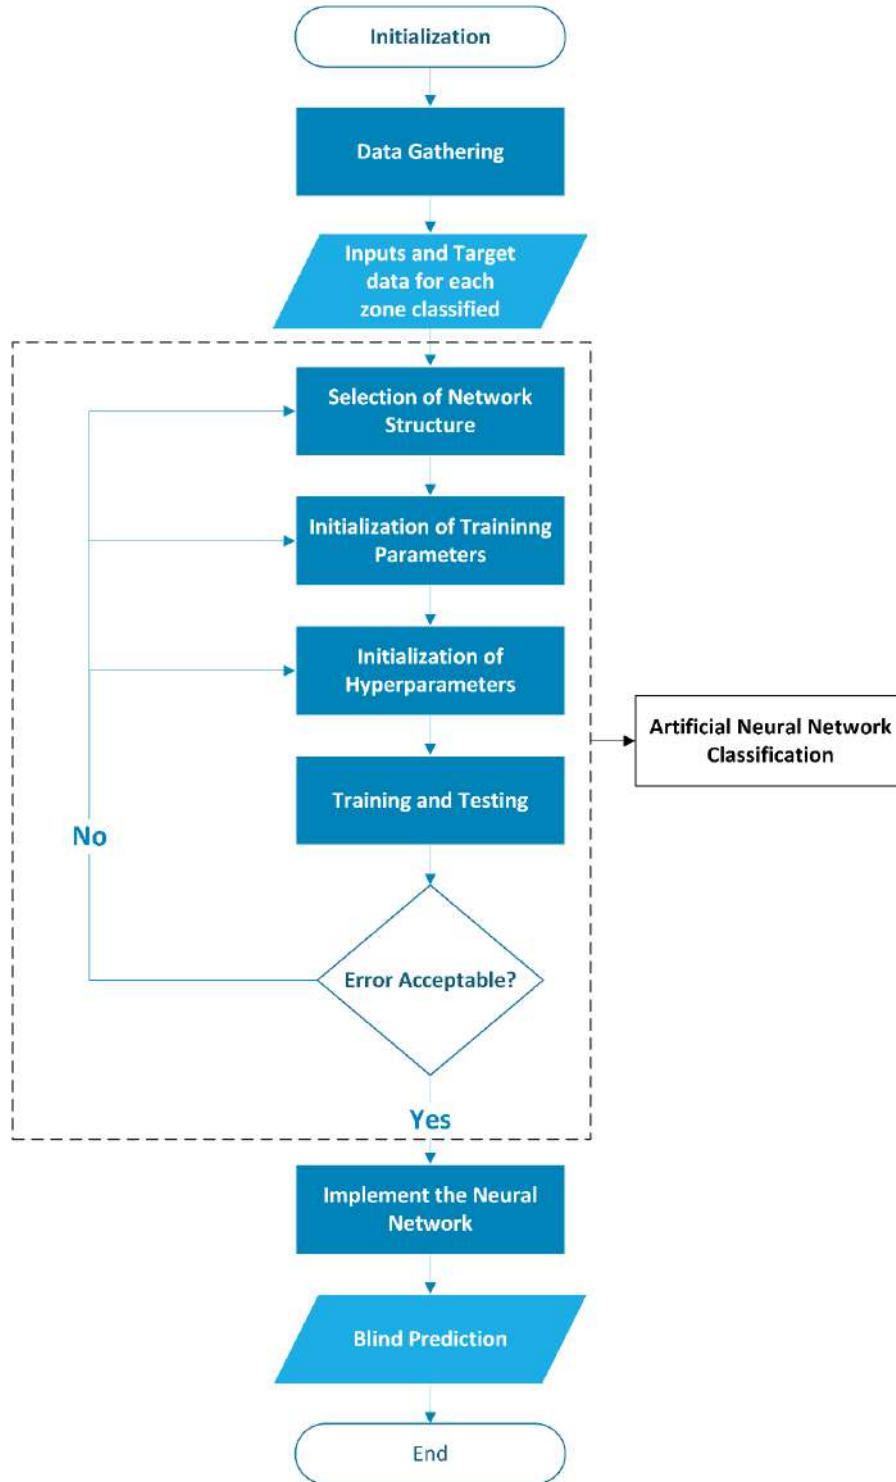 Initialization
Data Gathering
Inputs and Target
data for each
zone classified
Selection of Network
Structure
Initialization of Traininng
Parameters
Initialization of
Hyperparameters
Artificial Neural Network
Classification
Training and Testing
No
Error Acceptable?
Yes
Implement the Neural
Network
Blind Prediction
End